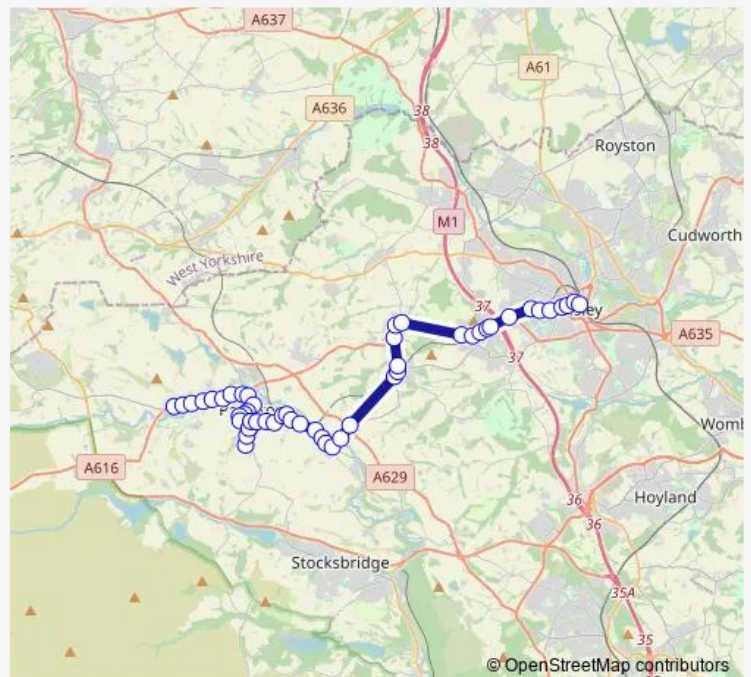 A637
A61
A636
38
38
Royston
M1
Cudworth
West Yorkshire
37
A635
37
A616
A629
Womb
36
Hoyland
36
Stocksbridge
35A
35
© OpenStreetMap contributors